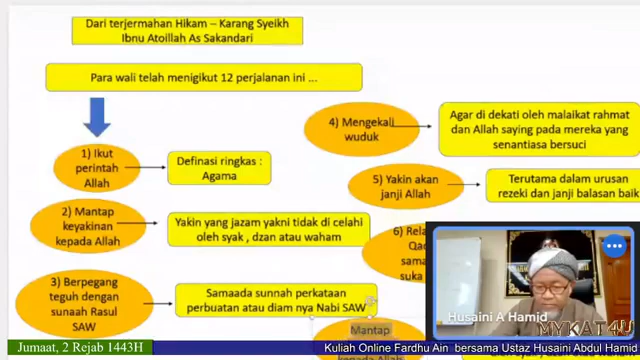 Dari terjermahan Hikam – Karang Syeikh
Ibnu Atoillah As Sakandari
Para wali telah menigikut 12 perjalanan ini ...
1) Ikut
perintah
Allah
Definasi ringkas :
Agama
2) Mantap
keyakinan
kepada Allah
Yakin yang jazam yakni tidak di celahi
oleh syak , dzan atau waham
3) Berpegang
teguh dengan
sunaah Rasul
SAW
Samaada sunnah perkataan
perbuatan atau diam nya Nabi SAW
4) Mengekali
wuduk
Agar di dekati oleh malaikat rahmat
dan Allah saying pada mereka yang
senantiasa bersuci
5) Yakin akan
janji Allah
Terutama dalam urusan
rezeki dan janji balasan baik
6)
suka
Mantap
Husaini A Hamid
MYKAT4U
Jumaat, 2 Rejab 1443H
Kuliah Online Fardhu Ain bersama Ustaz Husaini Abdul Hamid